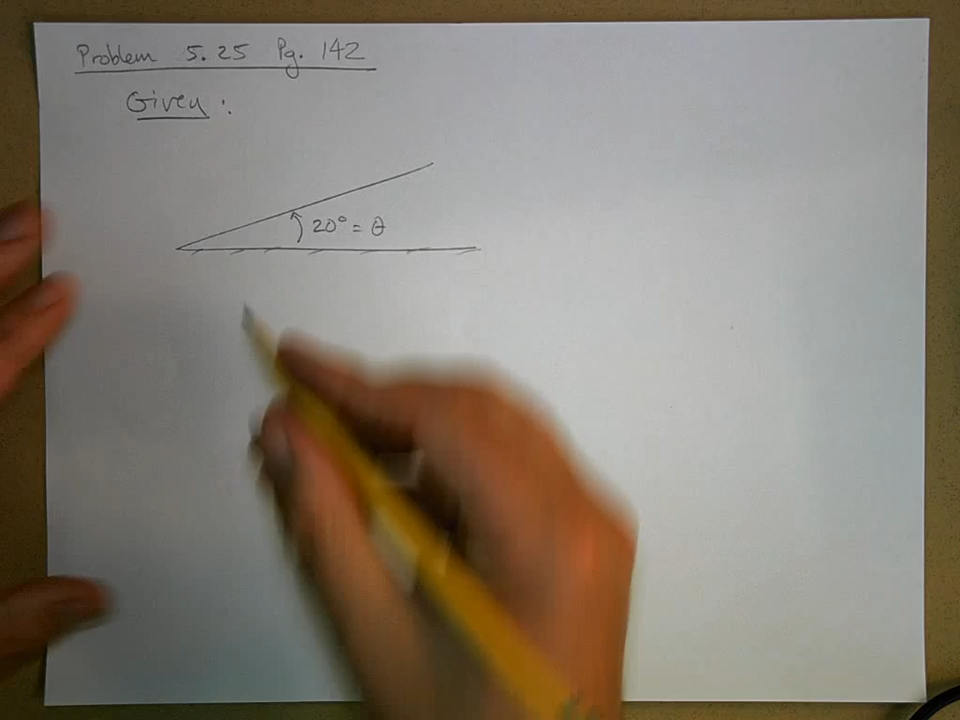 Problem 5.25 Pg. 142
Given:
20° = θ